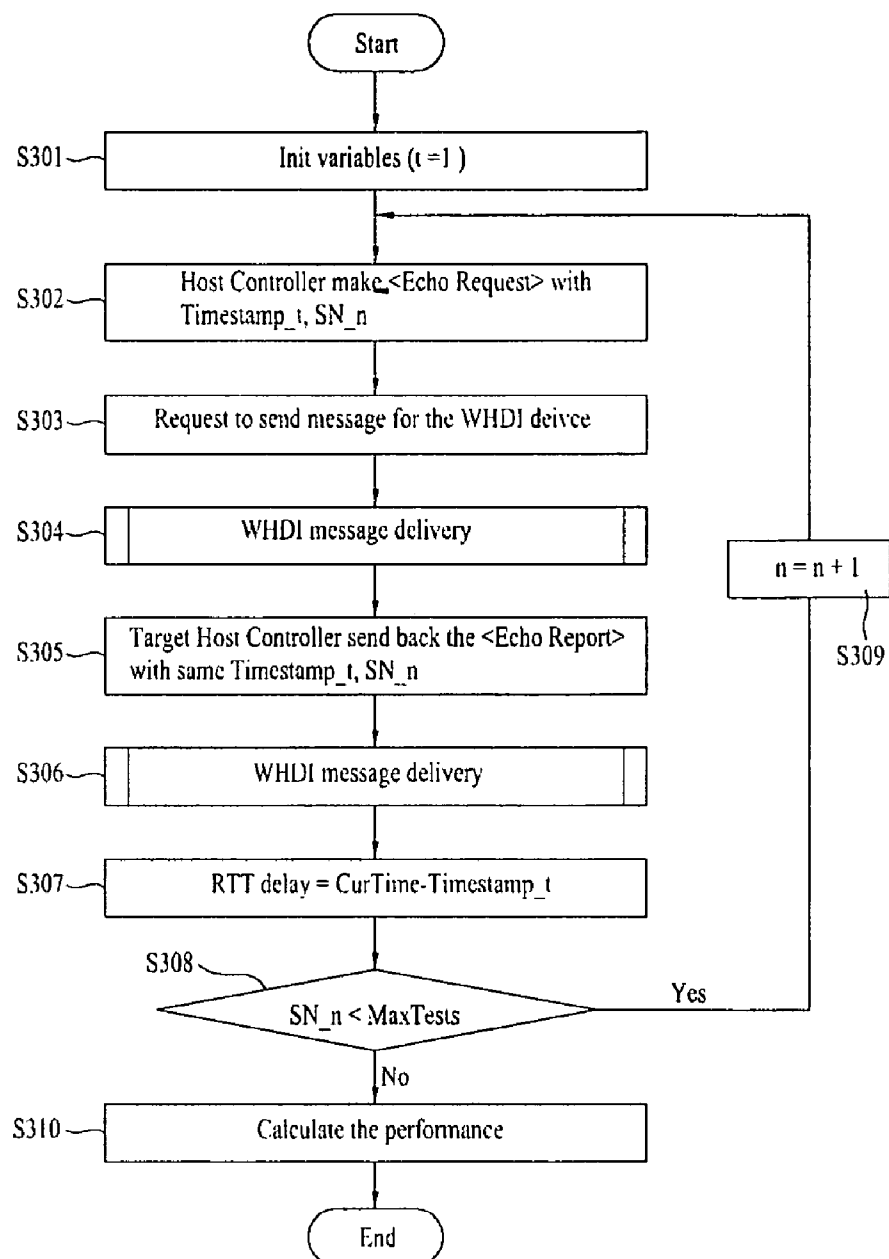 Start
S301
Init variables (t =1 )
S302
Host Controller make <Echo Request> with
Timestamp_t, SN_n
S303
Request to send message for the WHDI deivce
S304
WHDI message delivery
n = n + 1
S309
S305
Target Host Controller send back the <Echo Report>
with same Timestamp_t, SN_n
S306
WHDI message delivery
S307
RTT delay = CurTime-Timestamp_t
S308
SN_n < MaxTests
Yes
No
S310
Calculate the performance
End